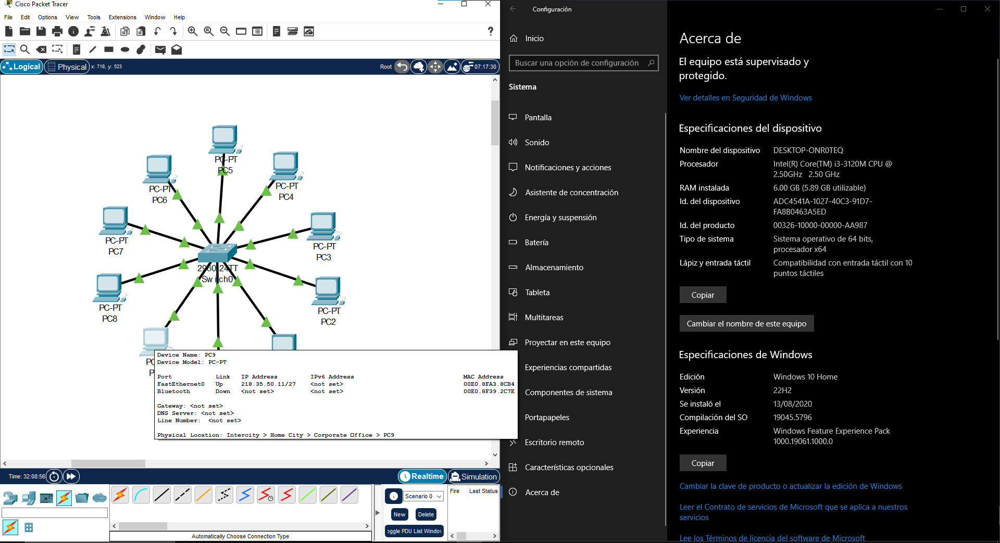 Cisco Packet Tracer
File Edit Options View Tools Extensions Window Help
Logical
Physical
x: 718, y: 523
Root
07:17:30
PC-PT
PC5
PC-PT
PC6
PC-PT
PC4
PC-PT
PC7
PC-PT
PC3
2960-24TT
Switch0
PC-PT
PC8
PC-PT
PC2
Device Name: PC9
Device Model: PC-PT
Port Link IP Address IPv6 Address MAC Address
FastEthernet0 Up 218.35.50.11/27 <not set> 00E0.8FA3.8CB4
Bluetooth Down <not set> <not set> 00E0.8F39.2C7E
Gateway: <not set>
DNS Server: <not set>
Line Number: <not set>
Physical Location: Intercity > Home City > Corporate Office > PC9
Time: 32:08:56
Realtime
Simulation
Scenario 0
Fire Last Status
New
Delete
oggle PDU List Window
Automatically Choose Connection Type
Configuración
Inicio
Buscar una opción de configuración
Sistema
Pantalla
Sonido
Notificaciones y acciones
Asistente de concentración
Energía y suspensión
Batería
Almacenamiento
Tableta
Multitareas
Proyectar en este equipo
Experiencias compartidas
Componentes de sistema
Portapapeles
Escritorio remoto
Características opcionales
Acerca de
Acerca de
El equipo está supervisado y
protegido.
Ver detalles en Seguridad de Windows
Especificaciones del dispositivo
Nombre del dispositivo DESKTOP-ONR0TEQ
Procesador Intel(R) Core(TM) i3-3120M CPU @
2.50GHz 2.50 GHz
RAM instalada 6.00 GB (5.89 GB utilizable)
Id. del dispositivo ADC4541A-1027-40C3-91D7-
FA8B0463A5ED
Id. del producto 00326-10000-00000-AA987
Tipo de sistema Sistema operativo de 64 bits,
procesador x64
Lápiz y entrada táctil Compatibilidad con entrada táctil con 10
puntos táctiles
Copiar
Cambiar el nombre de este equipo
Especificaciones de Windows
Edición Windows 10 Home
Versión 22H2
Se instaló el 13/08/2020
Compilación del SO 19045.5796
Experiencia Windows Feature Experience Pack
1000.19061.1000.0
Copiar
Cambiar la clave de producto o actualizar la edición de Windows
Leer el Contrato de servicios de Microsoft que se aplica a nuestros
servicios
Lee los Términos de licencia del software de Microsoft